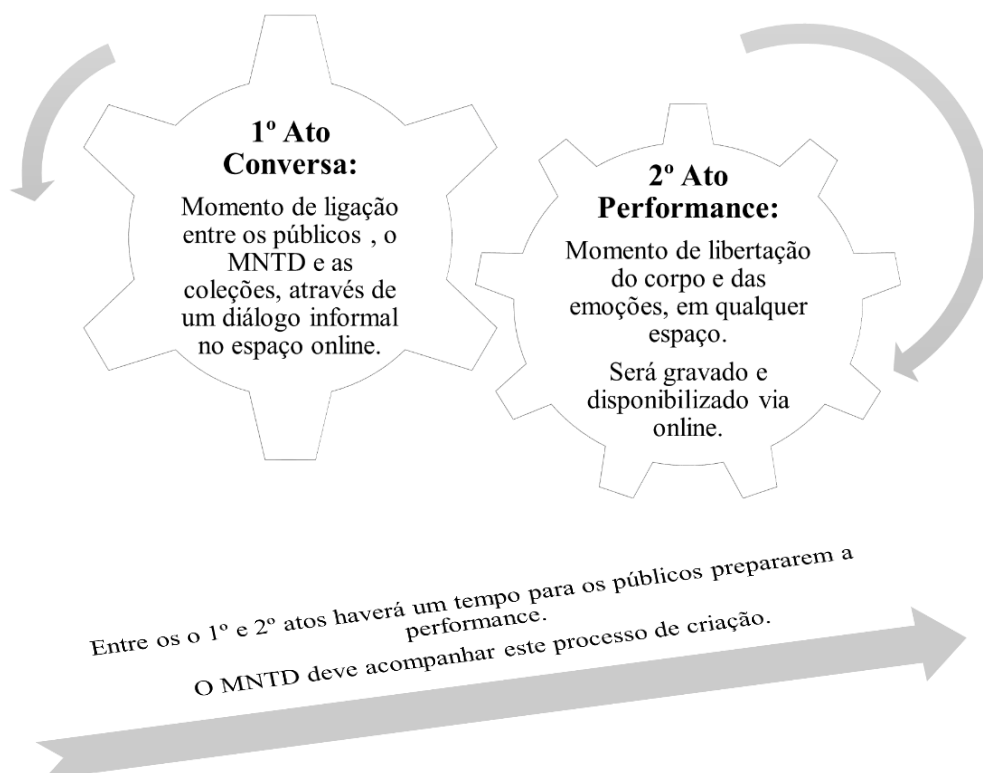 1º Ato
Conversa:
Momento de ligação
entre os públicos , o
MNTD e as
coleções, através de
um diálogo informal
no espaço online.
2º Ato
Performance:
Momento de libertação
do corpo e das
emoções, em qualquer
espaço.
Será gravado e
disponibilizado via
online.
Entre os o 1º e 2º atos haverá um tempo para os públicos prepararem a
performance.
O MNTD deve acompanhar este processo de criação.